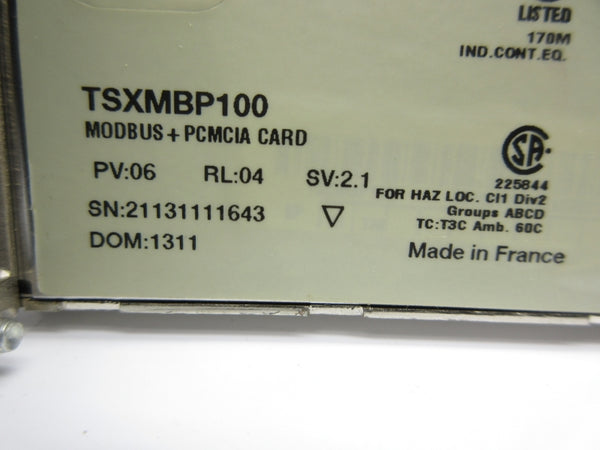 LISTED
170M
IND.CONT.EQ.
TSXMBP100
MODBUS+PCMCIA CARD
PV:06 RL:04 SV:2.1
SN:21131111643
DOM:1311
SA
225844
FOR HAZ LOC. Cl1 Div2
Groups ABCD
TC:T3C Amb. 60C
Made in France